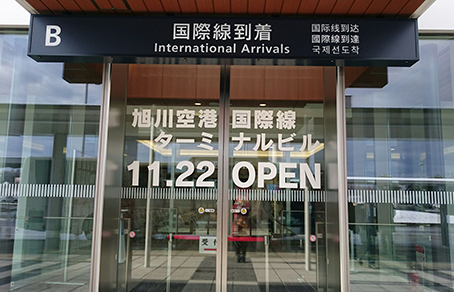 B
国際線到着
International Arrivals
国际线到达
國際線到達
국제선도착
旭川空港 国際線
ターミナルビル
11.22 OPEN
受付